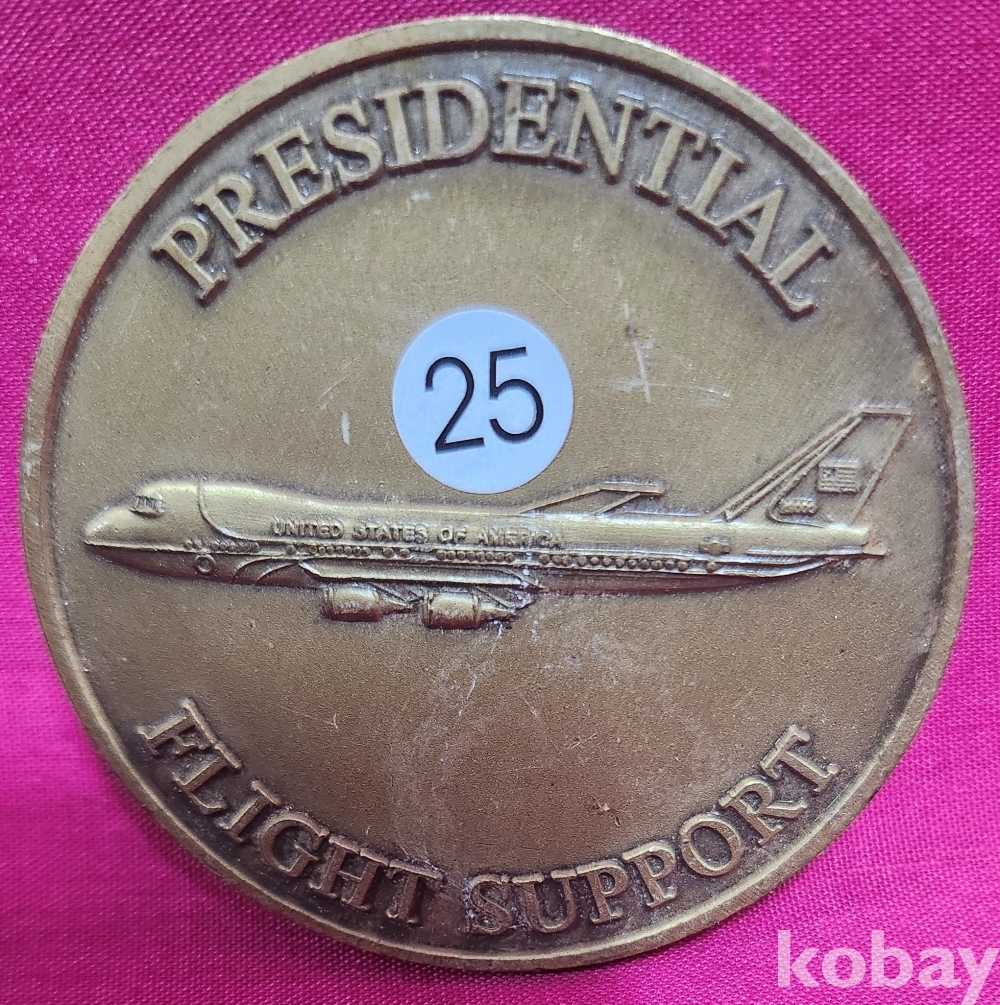 PRESIDENTIAL
25
UNITED STATES OF AMERICA
FLIGHT SUPPORT
kobay